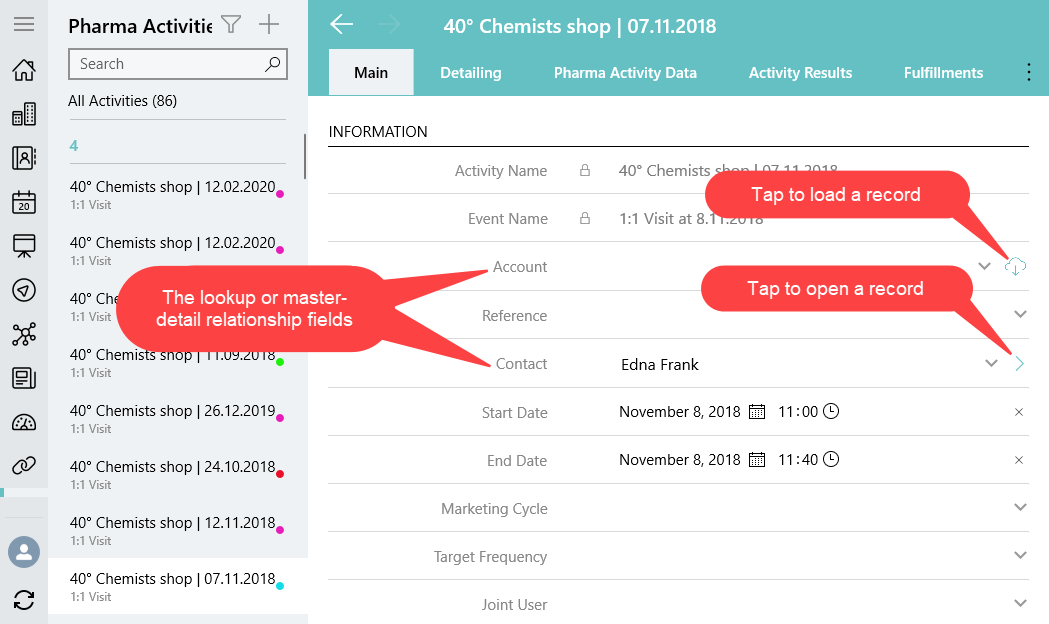 Pharma Activitie
Search
All Activities (86)
4
40° Chemists shop | 12.02.2020
1:1 Visit
40° Chemists shop | 12.02.2020
1:1 Visit
40° Che
1:1 Visit
40° Chemists shop | 11.09.2018
1:1 Visit
40° Chemists shop | 26.12.2019
1:1 Visit
40° Chemists shop | 24.10.2018
1:1 Visit
40° Chemists shop | 12.11.2018
1:1 Visit
40° Chemists shop | 07.11.2018
1:1 Visit
20
40° Chemists shop | 07.11.2018
Main Detailing Pharma Activity Data Activity Results Fulfillments
INFORMATION
Activity Name 40° Chemists shop | 07.11.2018
Tap to load a record
Event Name 1:1 Visit at 8.11.2018
Account
Tap to open a record
The lookup or master-
detail relationship fields
Reference
Contact Edna Frank
Start Date November 8, 2018 11:00
End Date November 8, 2018 11:40
Marketing Cycle
Target Frequency
Joint User